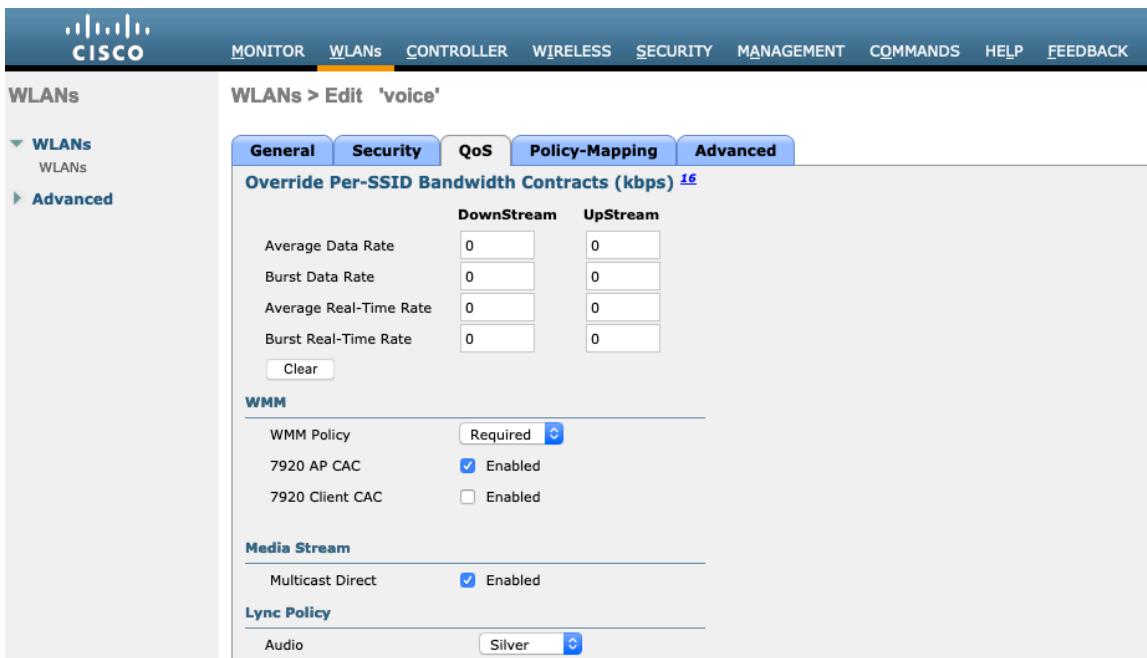 CISCO
MONITOR WLANs CONTROLLER WIRELESS SECURITY MANAGEMENT COMMANDS HELP FEEDBACK
WLANs
WLANs > Edit 'voice'
WLANs
WLANs
Advanced
General Security QoS Policy-Mapping Advanced
Override Per-SSID Bandwidth Contracts (kbps) 16
DownStream UpStream
Average Data Rate 0 0
Burst Data Rate 0 0
Average Real-Time Rate 0 0
Burst Real-Time Rate 0 0
Clear
WMM
WMM Policy Required
7920 AP CAC Enabled
7920 Client CAC Enabled
Media Stream
Multicast Direct Enabled
Lync Policy
Audio Silver